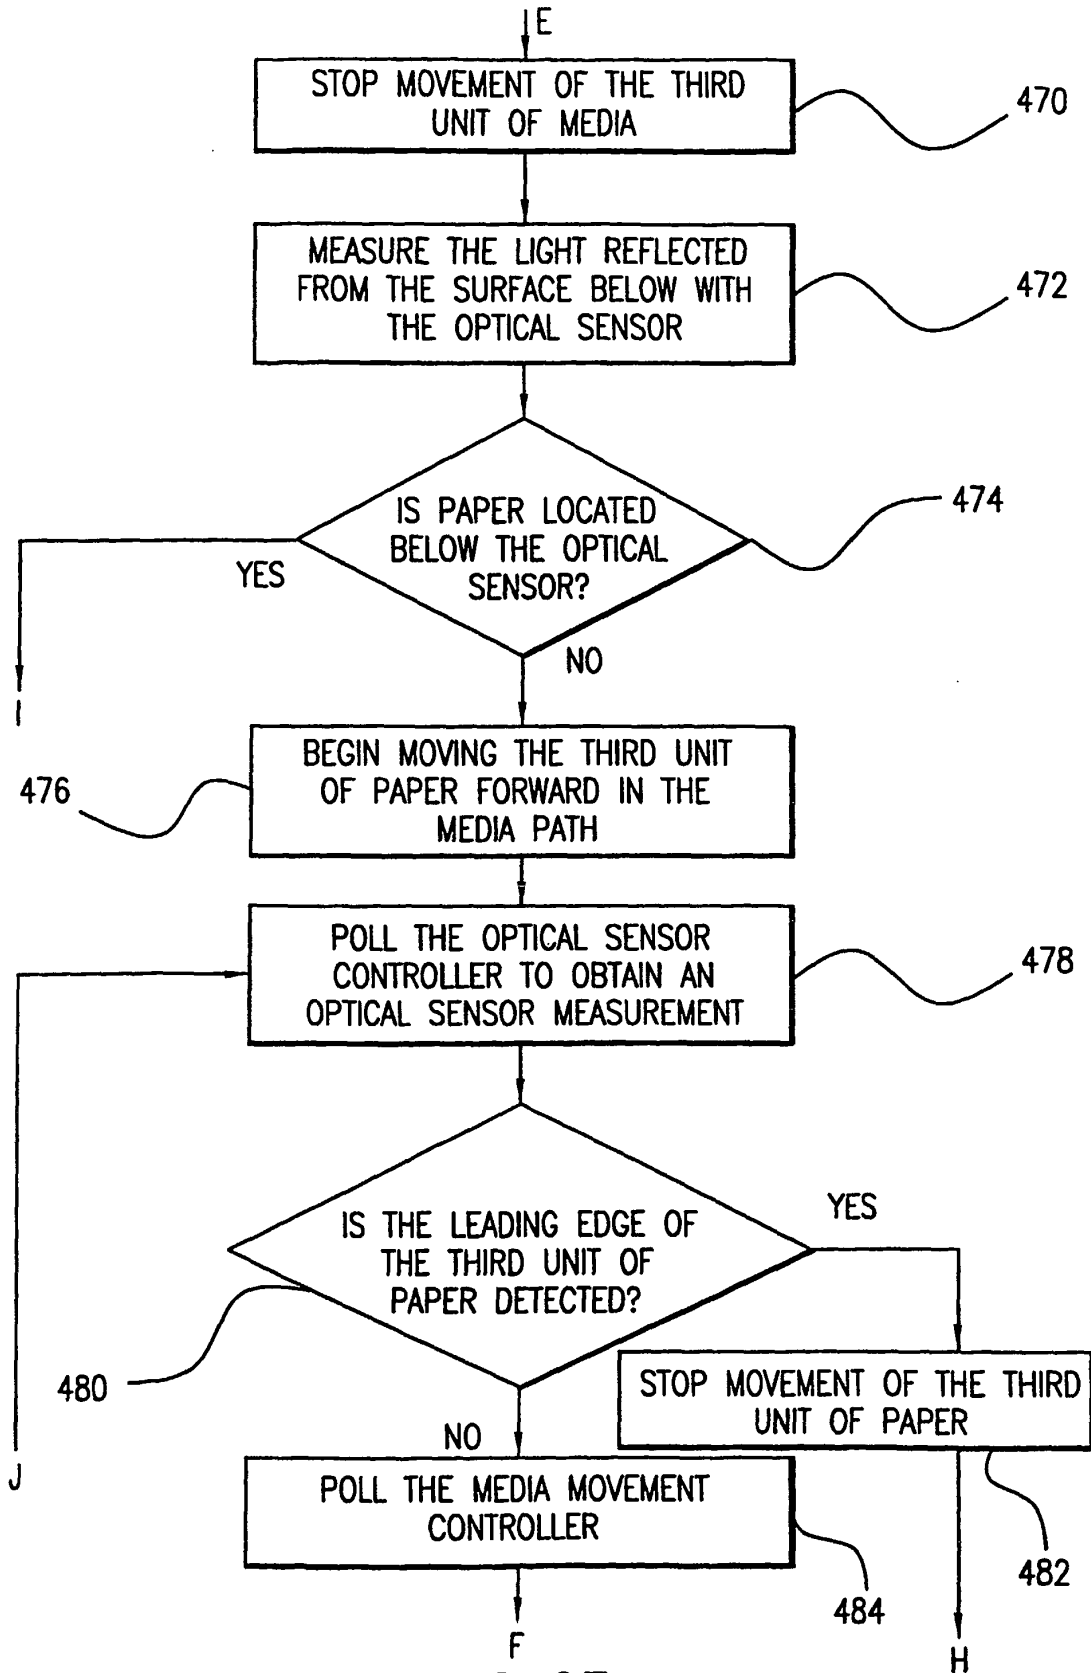 E
STOP MOVEMENT OF THE THIRD
UNIT OF MEDIA
470
MEASURE THE LIGHT REFLECTED
FROM THE SURFACE BELOW WITH
THE OPTICAL SENSOR
472
IS PAPER LOCATED
BELOW THE OPTICAL
SENSOR?
474
YES
NO
I
BEGIN MOVING THE THIRD UNIT
OF PAPER FORWARD IN THE
MEDIA PATH
476
POLL THE OPTICAL SENSOR
CONTROLLER TO OBTAIN AN
OPTICAL SENSOR MEASUREMENT
478
IS THE LEADING EDGE OF
THE THIRD UNIT OF
PAPER DETECTED?
YES
480
STOP MOVEMENT OF THE THIRD
UNIT OF PAPER
NO
J
POLL THE MEDIA MOVEMENT
CONTROLLER
482
484
F
H